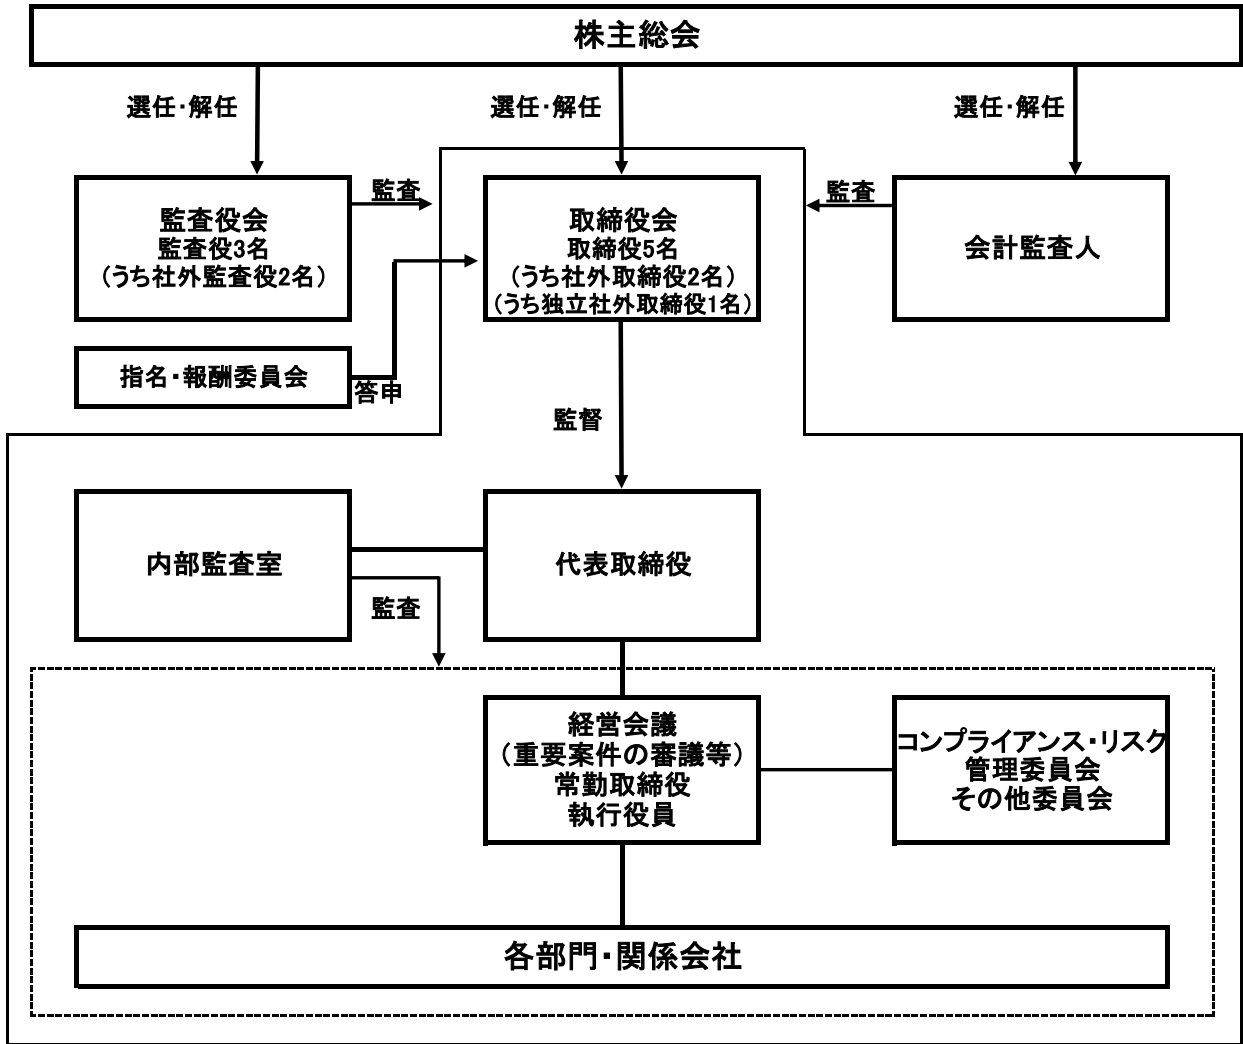 株主総会
選任・解任
選任・解任
選任・解任
監査
監査
監査役会
監査役3名
(うち社外監査役2名)
取締役会
取締役5名
(うち社外取締役2名)
(うち独立社外取締役1名)
会計監査人
指名・報酬委員会
答申
監督
内部監査室
代表取締役
監査
経営会議
(重要案件の審議等)
常勤取締役
執行役員
コンプライアンス・リスク
管理委員会
その他委員会
各部門・関係会社